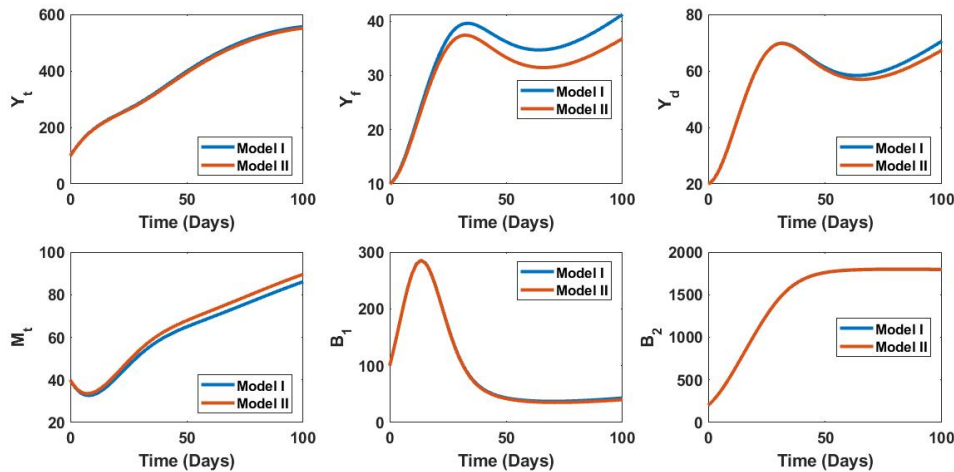 600
400
200
0
Y_t
0
50
100
Time (Days)
Model I
Model II
40
30
20
10
Y_f
0
50
100
Time (Days)
Model I
Model II
80
60
40
20
Y_d
0
50
100
Time (Days)
Model I
Model II
100
80
60
40
20
M_t
0
50
100
Time (Days)
Model I
Model II
300
200
100
0
B_1
0
50
100
Time (Days)
Model I
Model II
2000
1500
1000
500
0
B_2
0
50
100
Time (Days)
Model I
Model II